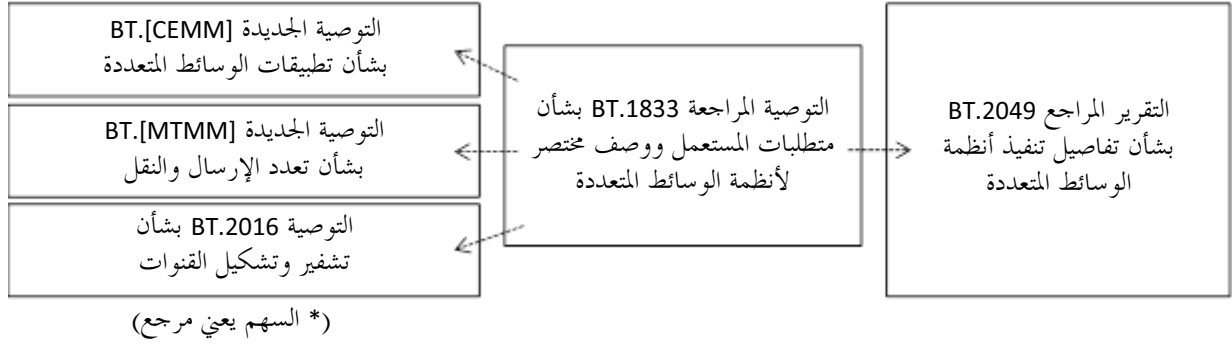 التوصية الجديدة BT.[CEMM]
بشأن تطبيقات الوسائط المتعددة
التوصية الجديدة BT.[MTMM]
بشأن تعدد الإرسال والنقل
التوصية BT.2016 بشأن
تشفير وتشكيل القنوات
التوصية المراجعة BT.1833 بشأن
متطلبات المستعمل ووصف مختصر
لأنظمة الوسائط المتعددة
التقرير المراجع BT.2049
بشأن تفاصيل تنفيذ أنظمة
الوسائط المتعددة
(* السهم يعني مرجع)